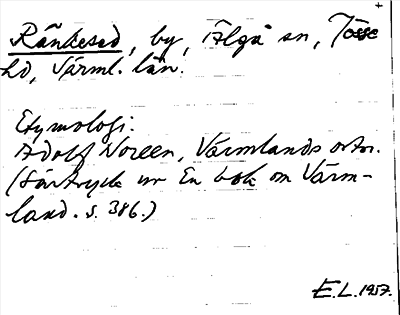 Ränkesed, by, Älgå sn, Jösse
hd, Värml. län.
Etymologi:
Adolf Noreen, Värmlands ortn.
(Särtryck ur En bok om Värm-
land. s. 386.)
E.L. 1957.